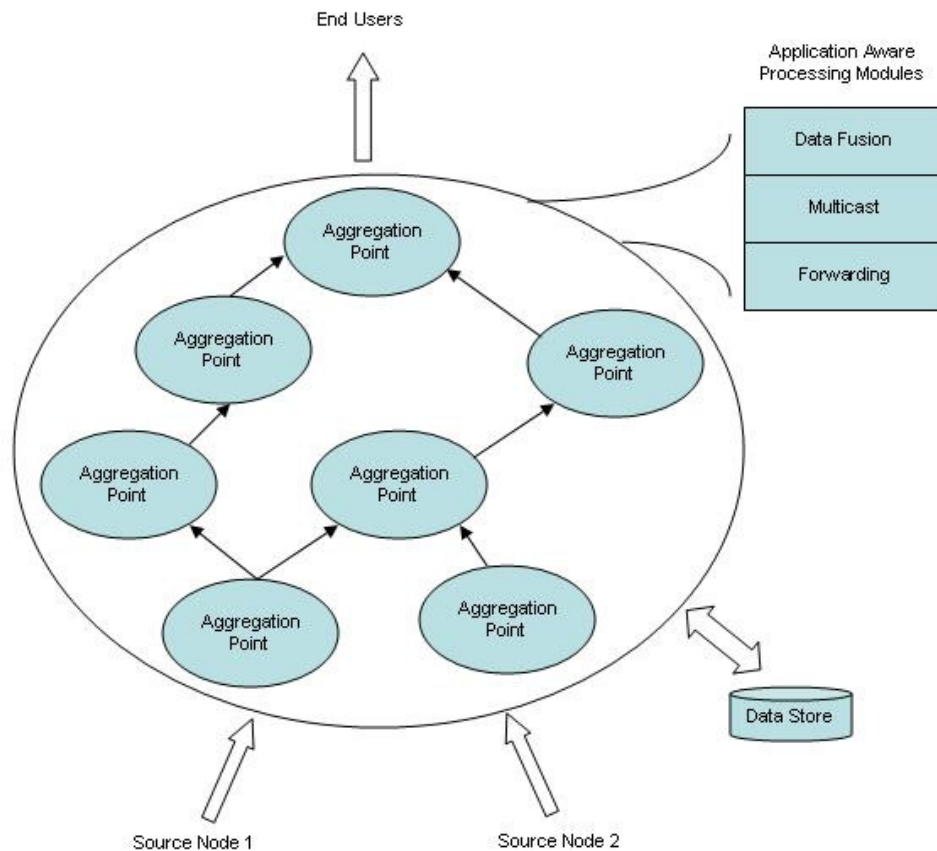 End Users
Application Aware
Processing Modules
Data Fusion
Multicast
Forwarding
Aggregation
Point
Aggregation
Point
Aggregation
Point
Aggregation
Point
Aggregation
Point
Aggregation
Point
Aggregation
Point
Data Store
Source Node 1
Source Node 2